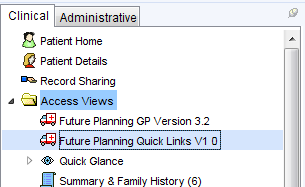 Clinical Administrative
Patient Home
Patient Details
Record Sharing
Access Views
Future Planning GP Version 3.2
Future Planning Quick Links V1 0
Quick Glance
Summary & Family History (6)